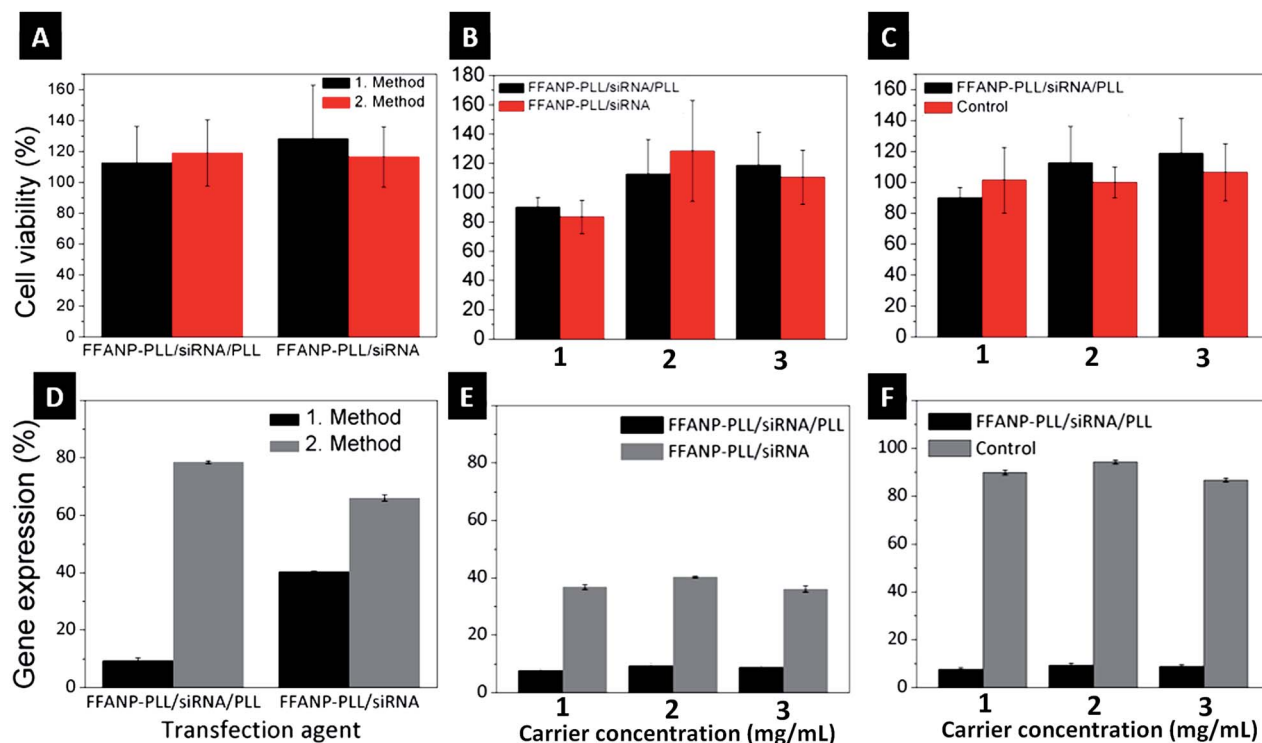 A
Cell viability (%)
160
140
120
100
80
60
40
20
0
1. Method
2. Method
FFANP-PLL/siRNA/PLL
FFANP-PLL/siRNA
B
180
160
140
120
100
80
60
40
20
0
FFANP-PLL/siRNA/PLL
FFANP-PLL/siRNA
1
2
3
C
160
140
120
100
80
60
40
20
0
FFANP-PLL/siRNA/PLL
Control
1
2
3
D
Gene expression (%)
80
60
40
20
0
1. Method
2. Method
FFANP-PLL/siRNA/PLL
FFANP-PLL/siRNA
Transfection agent
E
80
60
40
20
0
FFANP-PLL/siRNA/PLL
FFANP-PLL/siRNA
1
2
3
Carrier concentration (mg/mL)
F
100
80
60
40
20
0
FFANP-PLL/siRNA/PLL
Control
1
2
3
Carrier concentration (mg/mL)